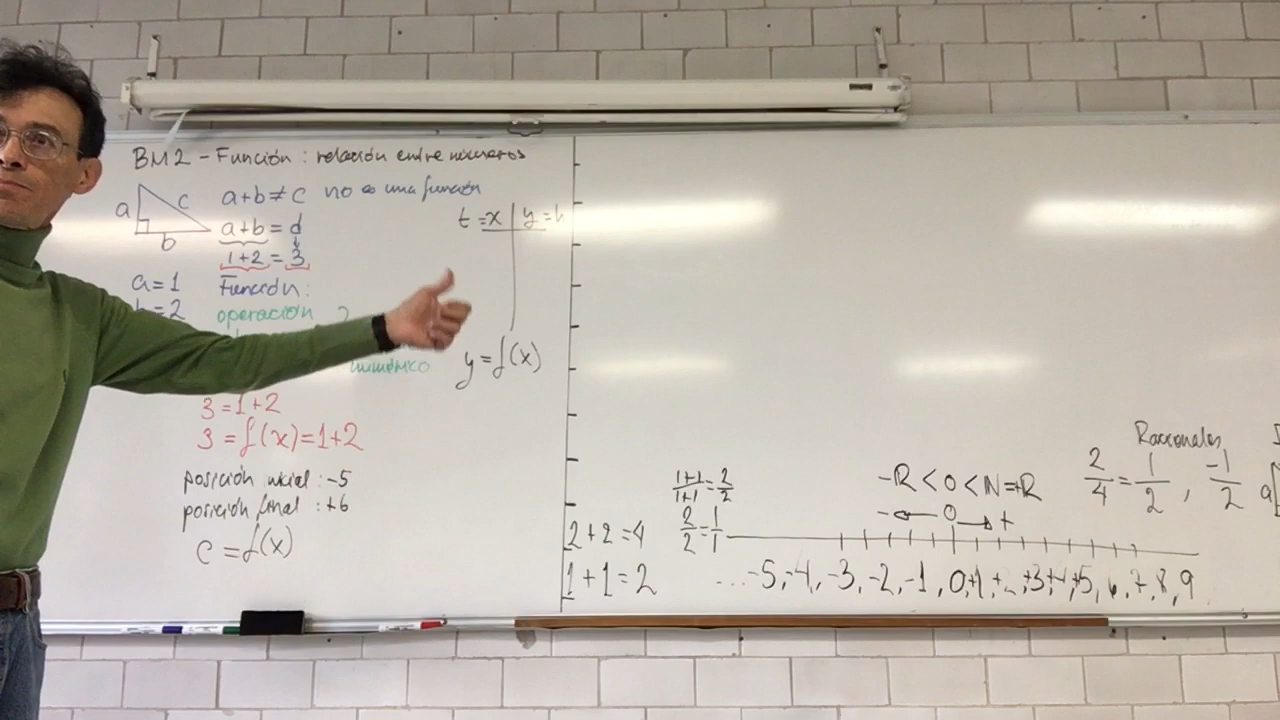 BM2 - Función : relación entre números
a + b ≠ c no es una función
a
c
b
a + b = d
1 + 2 = 3
a = 1
Función:
= 2
operación
numérico
3 = 1 + 2
3 = f(x) = 1 + 2
posición inicial : -5
posición final : +6
c = f(x)
t = x | y = h
y = f(x)
2 + 2 = 4
1 + 1 = 2
1+1/1+1 = 2/2
2/2 = 1/1
-R < 0 < N = +R
- ← 0 → +
...-5, -4, -3, -2, -1, 0, +1, +2, +3, +4, +5, 6, 7, 8, 9
Racionales
2/4 = 1/2 , -1/2
a